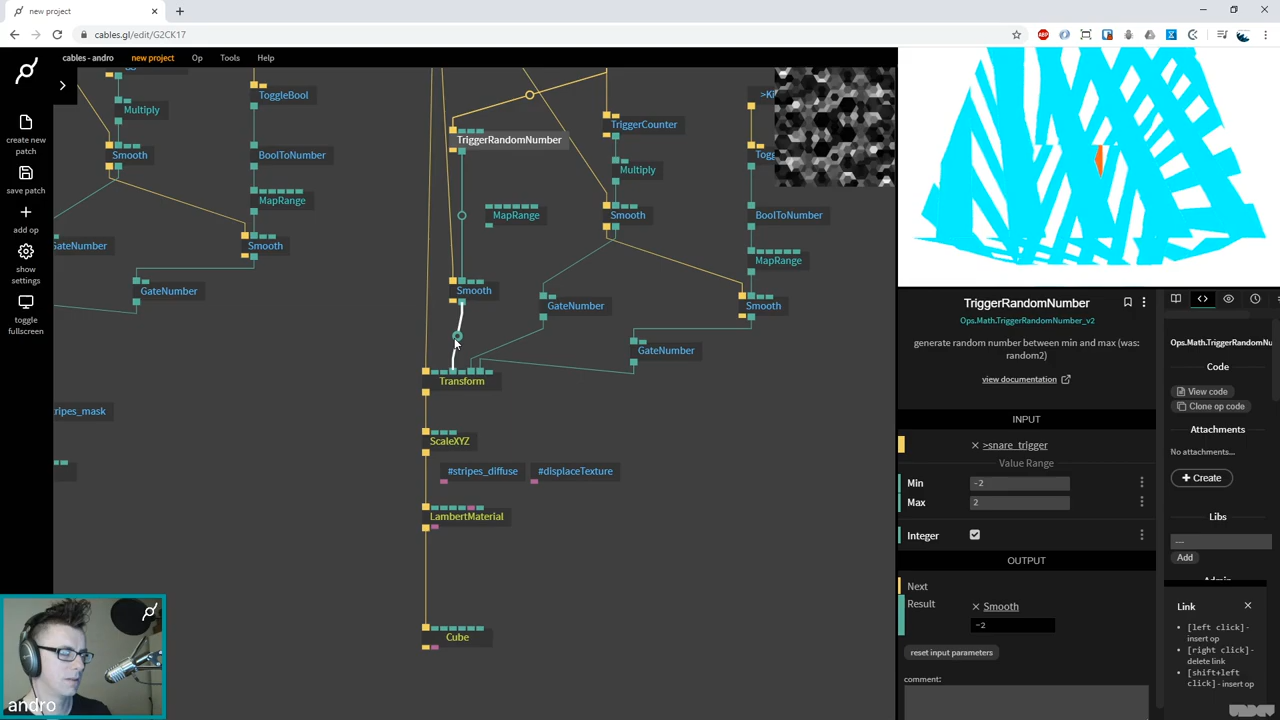 new project
cables.gl/edit/G2CK17
cables - andro
new project
Op
Tools
Help
create new
patch
save patch
add op
show
settings
toggle
fullscreen
Multiply
Smooth
ToggleBool
BoolToNumber
MapRange
GateNumber
Smooth
GateNumber
TriggerRandomNumber
MapRange
Smooth
TriggerCounter
Multiply
Smooth
BoolToNumber
MapRange
Smooth
GateNumber
GateNumber
Transform
ScaleXYZ
#stripes_diffuse
#displaceTexture
LambertMaterial
Cube
andro
TriggerRandomNumber
Ops.Math.TriggerRandomNumber_v2
generate random number between min and max (was:
random2)
view documentation
INPUT
>snare_trigger
Value Range
Min
-2
Max
2
Integer
OUTPUT
Next
Result
Smooth
-2
reset input parameters
comment:
Ops.Math.TriggerRandomNu
Code
View code
Clone op code
Attachments
No attachments...
+ Create
Libs
---
Add
Link
[left click] -
insert op
[right click] -
delete link
[shift+left
click] - insert
op